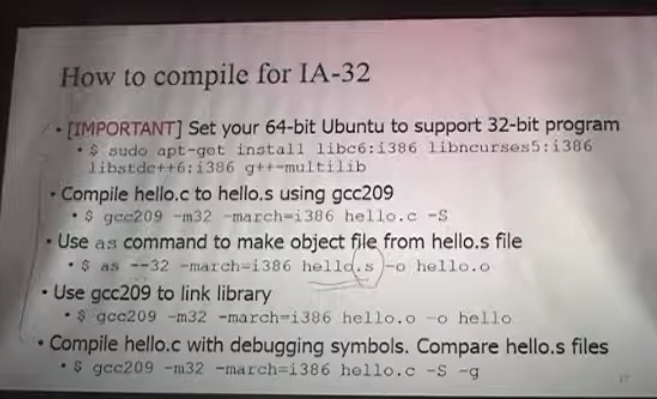 How to compile for IA-32
• [IMPORTANT] Set your 64-bit Ubuntu to support 32-bit program
• $ sudo apt-get install libc6:i386 libncurses5:i386
libstdc++6:i386 g++-multilib
• Compile hello.c to hello.s using gcc209
• $ gcc209 -m32 -march=i386 hello.c -S
• Use as command to make object file from hello.s file
• $ as --32 -march=i386 hello.s -o hello.o
• Use gcc209 to link library
• $ gcc209 -m32 -march=i386 hello.o -o hello
• Compile hello.c with debugging symbols. Compare hello.s files
• $ gcc209 -m32 -march=i386 hello.c -S -g